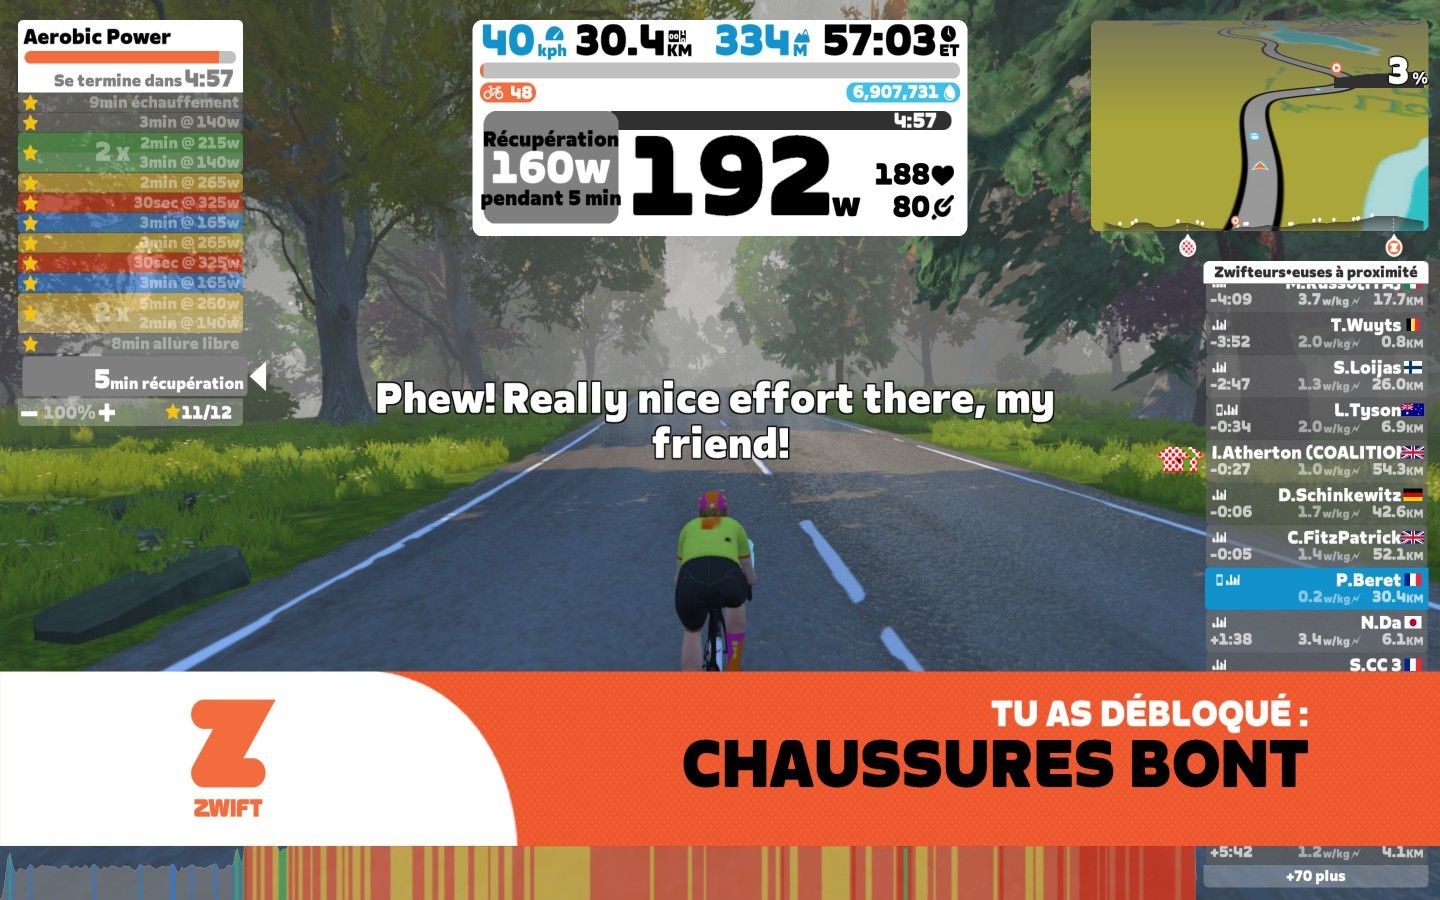 Aerobic Power
Se termine dans 4:57
9min échauffement
3min @ 140w
2 x
2min @ 215w
3min @ 140w
2min @ 265w
30sec @ 325w
3min @ 165w
2min @ 265w
30sec @ 325w
3min @ 165w
2 x
5min @ 260w
2min @ 140w
8min allure libre
5min récupération
100% 11/12
40 kph 30.4 KM 334 M 57:03 ET
48
6,907,731
4:57
Récupération
160w
pendant 5 min
192w
188
80
3 %
Phew! Really nice effort there, my
friend!
Zwifteurs•euses à proximité
-4:09 3.7w/kg 17.7KM
T.Wuyts
-3:52 2.0w/kg 0.8KM
S.Loijas
-2:47 1.3w/kg 26.0KM
L.Tyson
-0:34 2.0w/kg 6.9KM
I.Atherton (COALITIO
-0:27 1.0w/kg 54.3KM
D.Schinkewitz
-0:06 1.7w/kg 42.6KM
C.FitzPatrick
-0:05 1.4w/kg 52.1KM
P.Beret
0.2w/kg 30.4KM
N.Da
+1:38 3.4w/kg 6.1KM
S.CC 3
ZWIFT
TU AS DÉBLOQUÉ :
CHAUSSURES BONT
+5:42 1.2w/kg 4.1KM
+70 plus